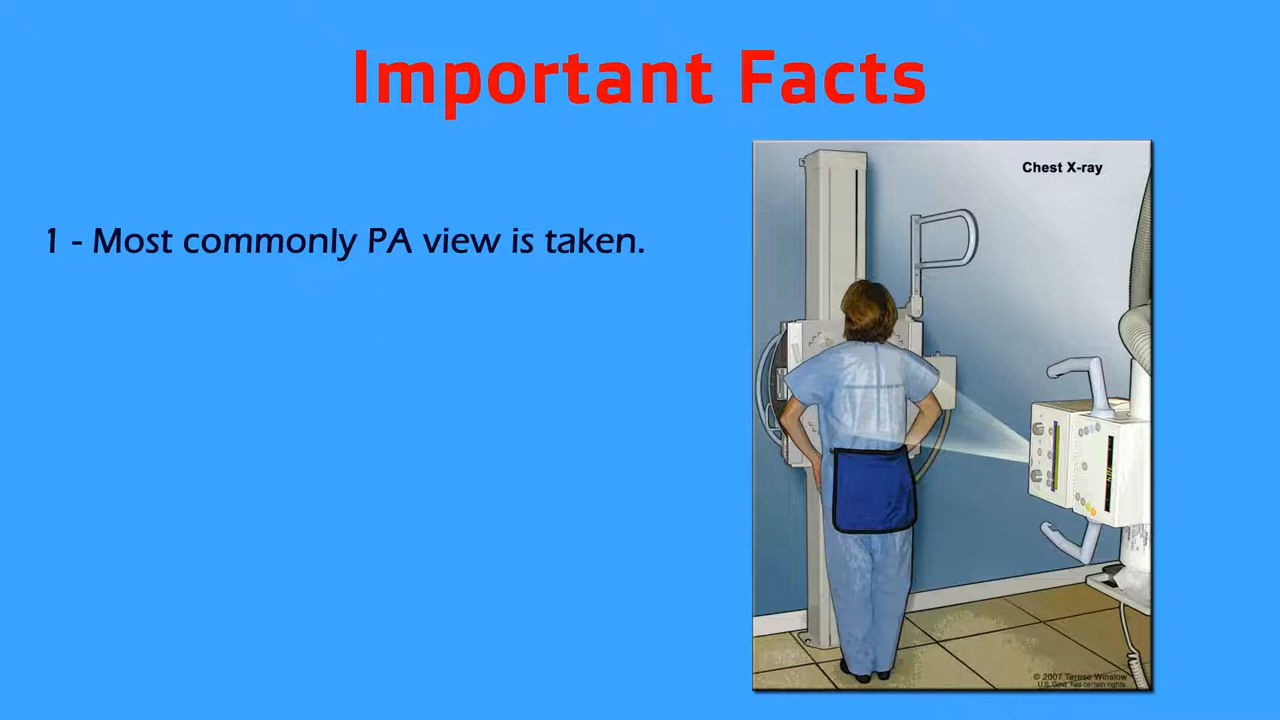 Important Facts
1 - Most commonly PA view is taken.
Chest X-ray
© 2007 Terese Winslow
U.S. Govt. has certain rights